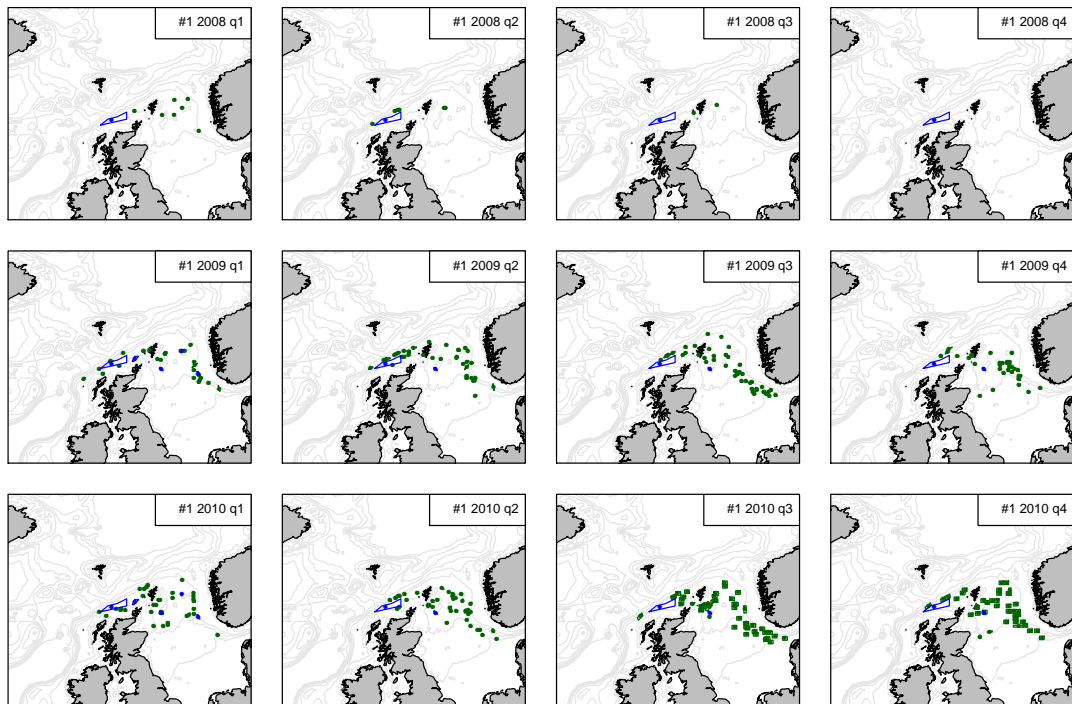 #1 2008 q1
#1 2008 q2
#1 2008 q3
#1 2008 q4
#1 2009 q1
#1 2009 q2
#1 2009 q3
#1 2009 q4
#1 2010 q1
#1 2010 q2
#1 2010 q3
#1 2010 q4